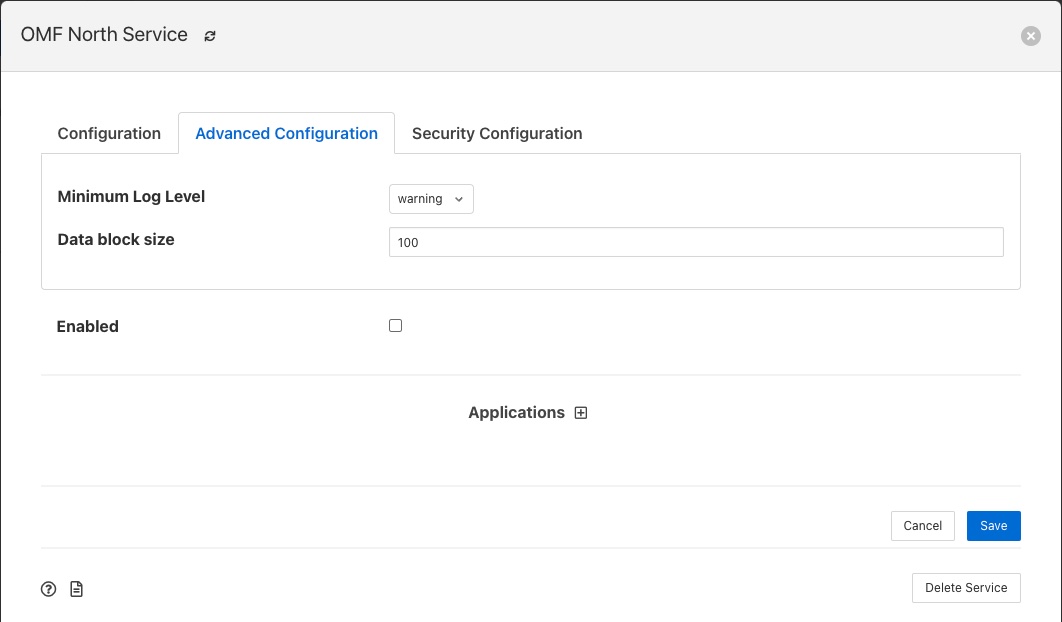 OMF North Service
Configuration
Advanced Configuration
Security Configuration
Minimum Log Level
warning
Data block size
100
Enabled
Applications
Cancel
Save
Delete Service